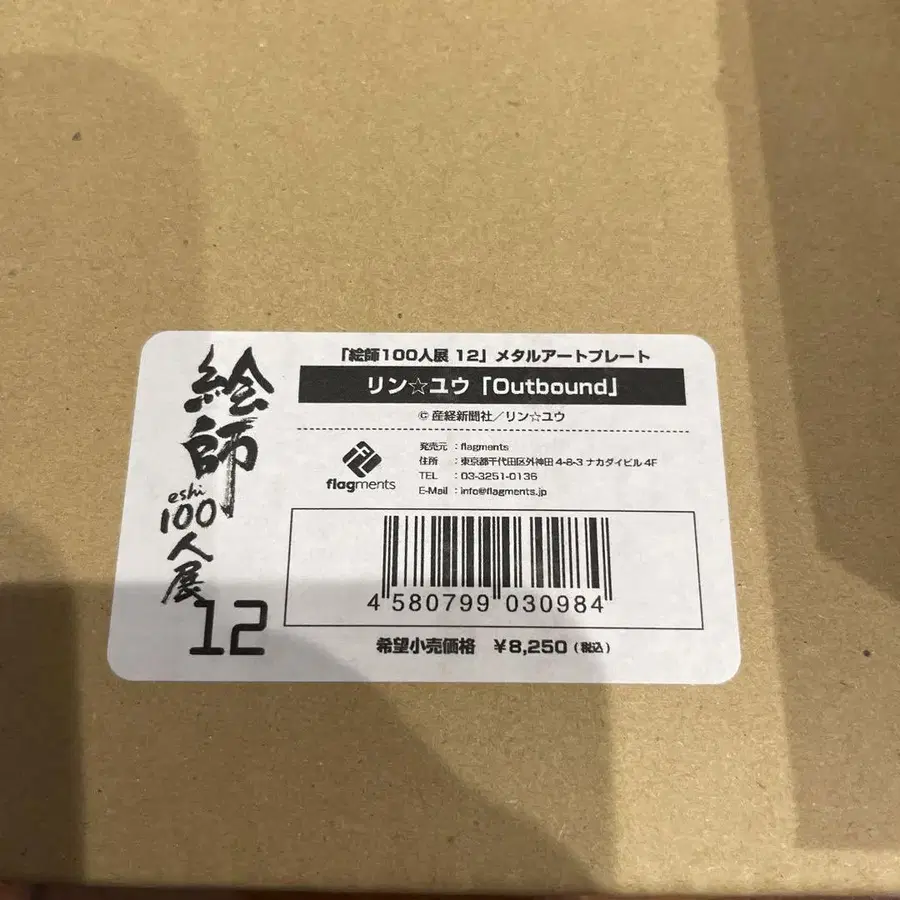 絵師
eshi
100
人展
12
「絵師100人展 12」メタルアートプレート
リン☆ユウ「Outbound」
© 産経新聞社／リン☆ユウ
flagments
発売元 : flagments
住所 : 東京都千代田区外神田 4-8-3 ナカダイビル 4F
TEL : 03-3251-0136
E-Mail : info@flagments.jp
4 580799 030984
希望小売価格 ￥8,250（税込）